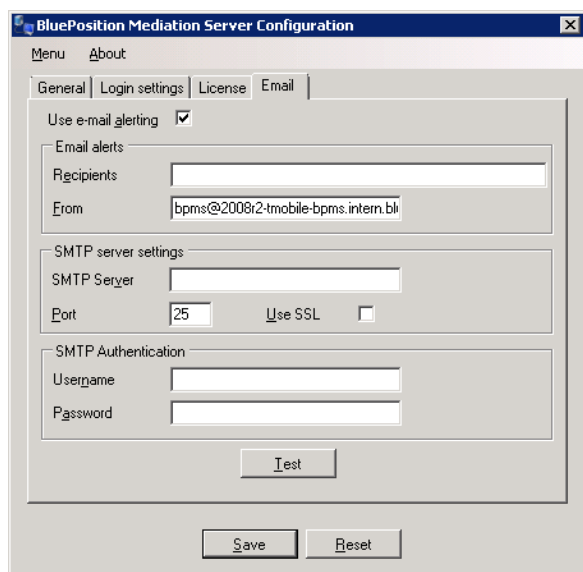 BluePosition Mediation Server Configuration
Menu About
General Login settings License Email
Use e-mail alerting
Email alerts
Recipients
From bpms@2008r2-tmobile-bpms.intern.blu
SMTP server settings
SMTP Server
Port 25 Use SSL
SMTP Authentication
Username
Password
Test
Save Reset